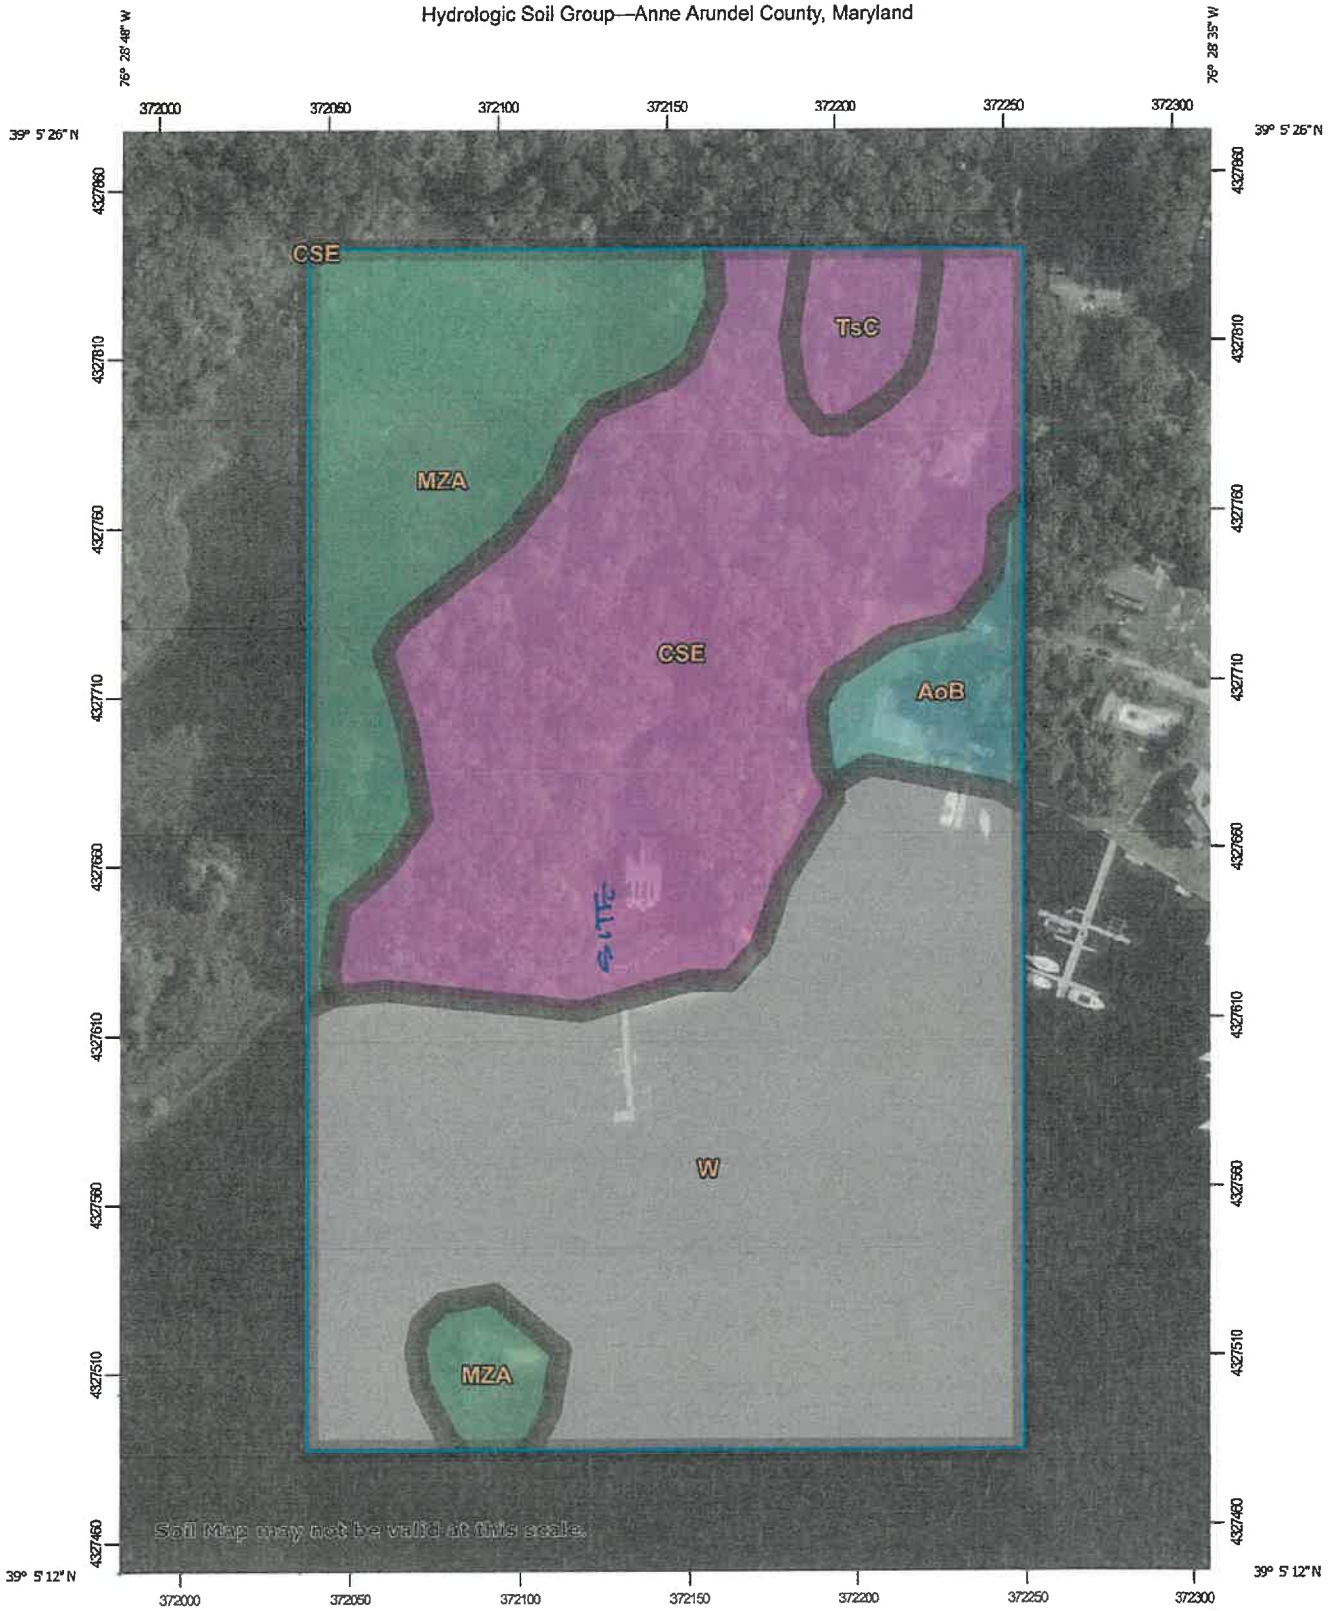 Hydrologic Soil Group—Anne Arundel County, Maryland
76° 28' 48" W
76° 28' 35" W
372000 372050 372100 372150 372200 372250 372300
39° 5' 26" N
39° 5' 26" N
4327860
4327860
CSE
TsC
4327810
4327810
MZA
4327760
4327760
CSE
AoB
4327710
4327710
4327660
4327660
SITE
4327610
4327610
W
4327560
4327560
MZA
4327510
4327510
Soil Map may not be valid at this scale.
4327460
4327460
39° 5' 12" N
39° 5' 12" N
372000 372050 372100 372150 372200 372250 372300